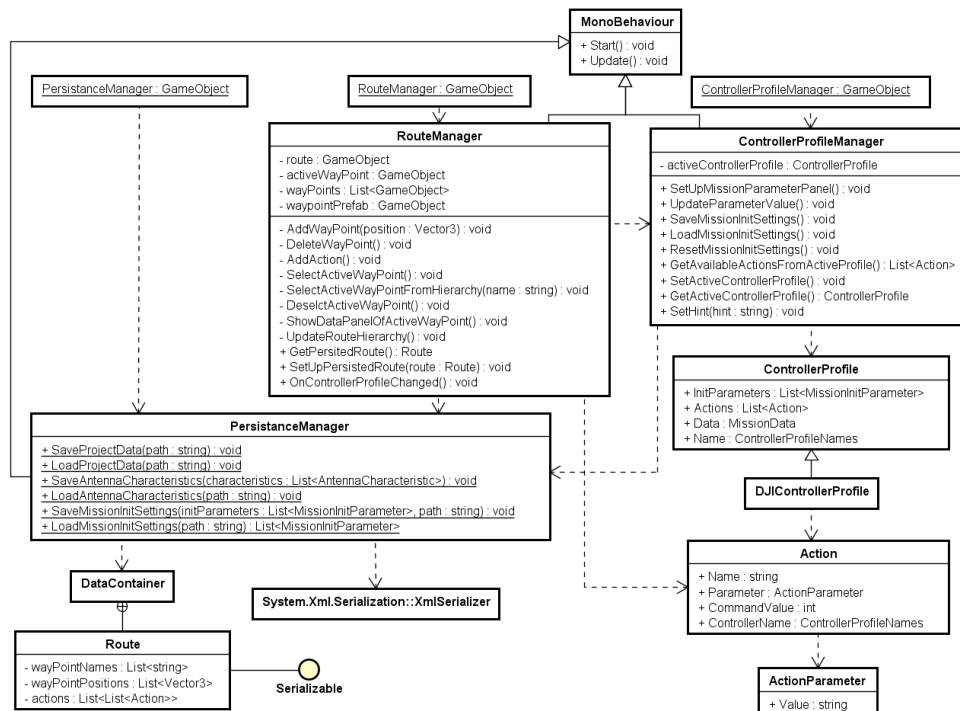 MonoBehaviour
+ Start() : void
+ Update() : void
PersistanceManager : GameObject
RouteManager : GameObject
ControllerProfileManager : GameObject
RouteManager
- route : GameObject
- activeWayPoint : GameObject
- wayPoints : List<GameObject>
- waypointPrefab : GameObject
- AddWayPoint(position : Vector3) : void
- DeleteWayPoint() : void
- AddAction() : void
- SelectActiveWayPoint() : void
- SelectActiveWayPointFromHierarchy(name : string) : void
- DeselctActiveWayPoint() : void
- ShowDataPanelOfActiveWayPoint() : void
- UpdateRouteHierarchy() : void
+ GetPersitedRoute() : Route
+ SetUpPersistedRoute(route : Route) : void
+ OnControllerProfileChanged() : void
ControllerProfileManager
- activeControllerProfile : ControllerProfile
+ SetUpMissionParameterPanel() : void
+ UpdateParameterValue() : void
+ SaveMissionInitSettings() : void
+ LoadMissionInitSettings() : void
+ ResetMissionInitSettings() : void
+ GetAvailableActionsFromActiveProfile() : List<Action>
+ SetActiveControllerProfile() : void
+ GetActiveControllerProfile() : ControllerProfile
+ SetHint(hint : string) : void
ControllerProfile
+ InitParameters : List<MissionInitParameter>
+ Actions : List<Action>
+ Data : MissionData
+ Name : ControllerProfileNames
PersistanceManager
+ SaveProjectData(path : string) : void
+ LoadProjectData(path : string) : void
+ SaveAntennaCharacteristics(characteristics : List<AntennaCharacteristic>) : void
+ LoadAntennaCharacteristics(path : string) : void
+ SaveMissionInitSettings(initParameters : List<MissionInitParameter>, path : string) : void
+ LoadMissionInitSettings(path : string) : List<MissionInitParameter>
DJIControllerProfile
Action
+ Name : string
+ Parameter : ActionParameter
+ CommandValue : int
+ ControllerName : ControllerProfileNames
DataContainer
System.Xml.Serialization::XmlSerializer
Route
- wayPointNames : List<string>
- wayPointPositions : List<Vector3>
- actions : List<List<Action>>
Serializable
ActionParameter
+ Value : string